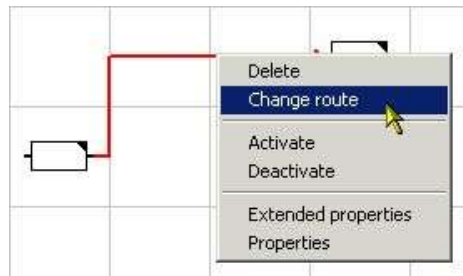 Delete
Change route
Activate
Deactivate
Extended properties
Properties